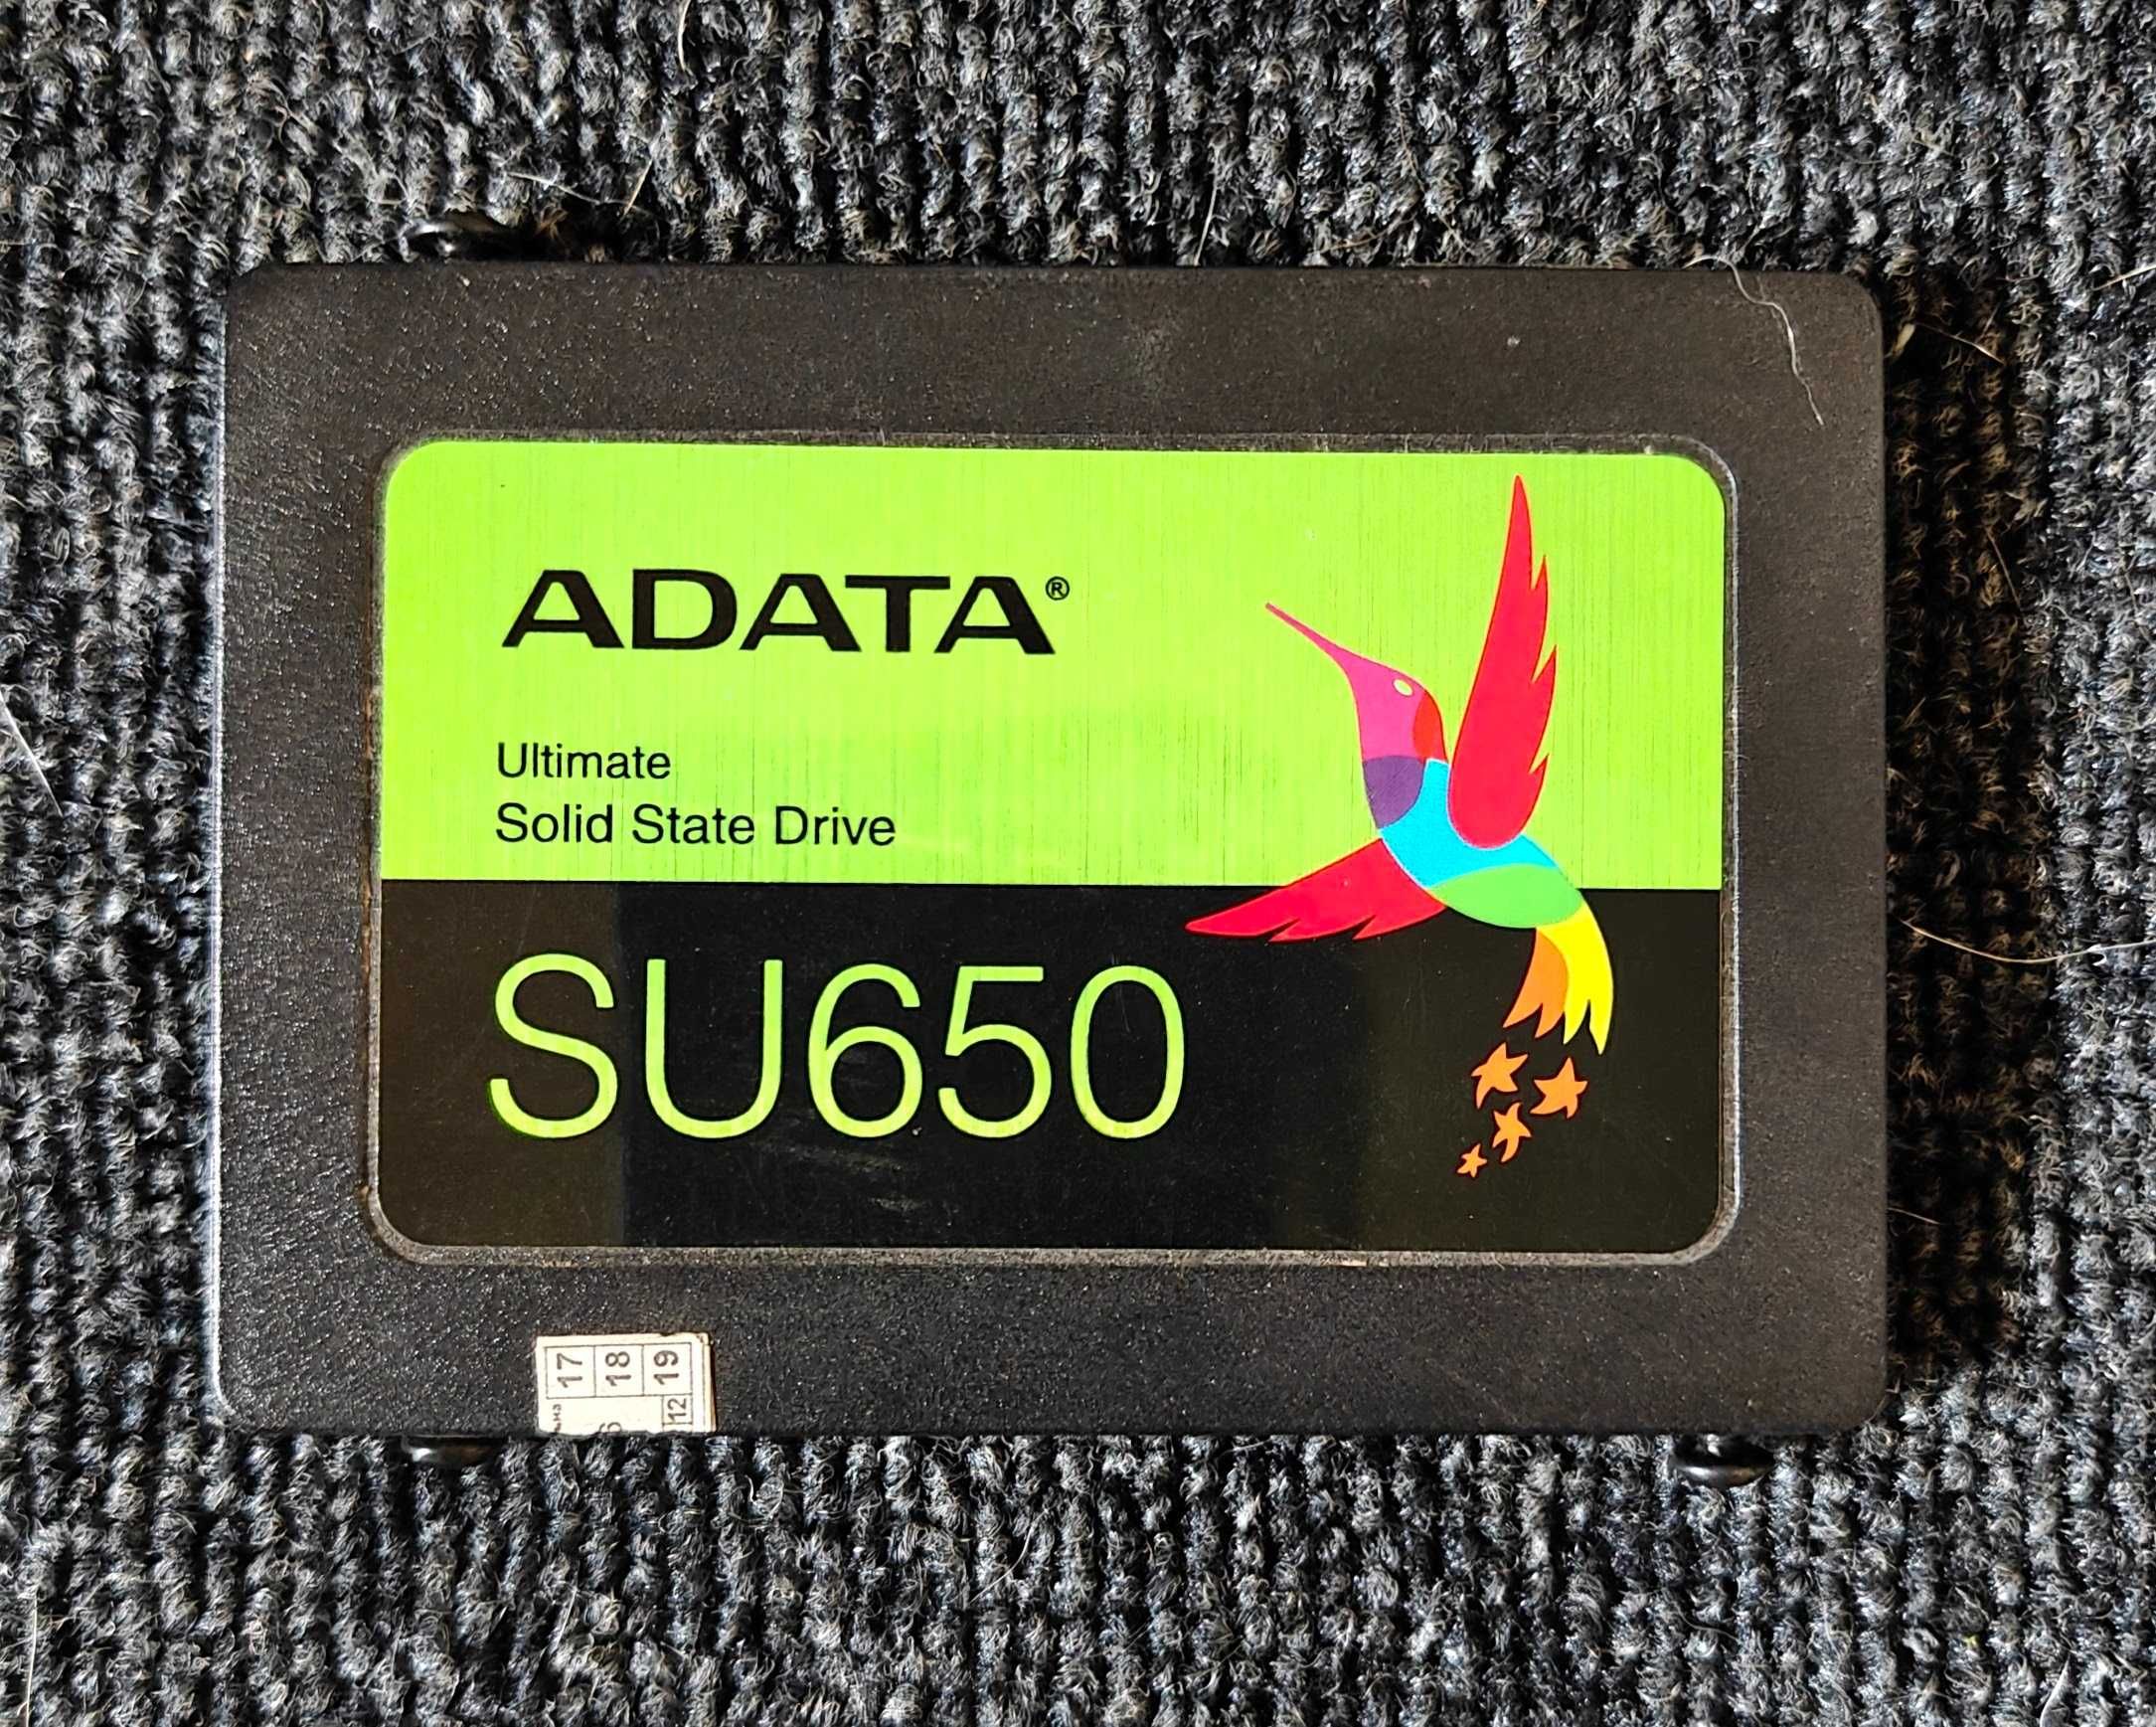 ADATA®
Ultimate
Solid State Drive
SU650
17
18
19
12